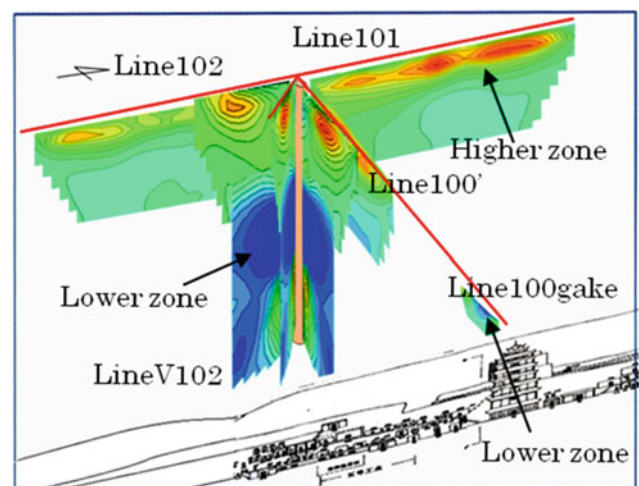 Line101
Line102
Higher zone
Line100'
Lower zone
Line100gake
LineV102
Lower zone